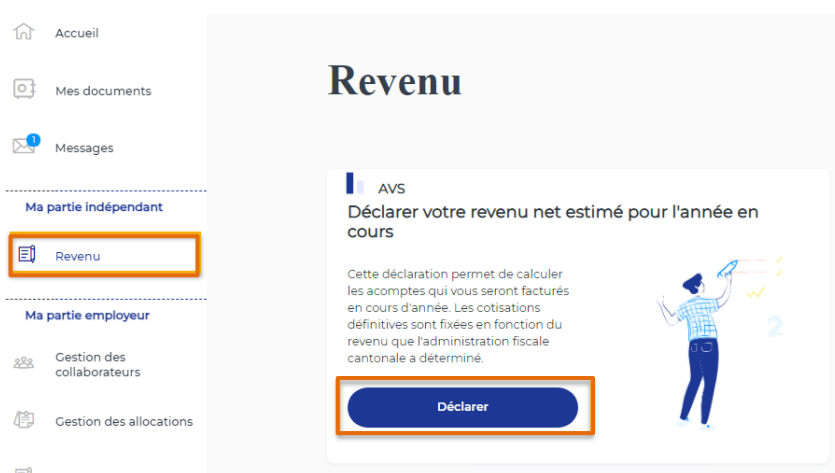 Accueil
Mes documents
1
Messages
Ma partie indépendant
Revenu
Ma partie employeur
Gestion des
collaborateurs
Gestion des allocations
Revenu
AVS
Déclarer votre revenu net estimé pour l'année en
cours
Cette déclaration permet de calculer
les acomptes qui vous seront facturés
en cours d'année. Les cotisations
définitives sont fixées en fonction du
revenu que l'administration fiscale
cantonale a déterminé.
Déclarer
2